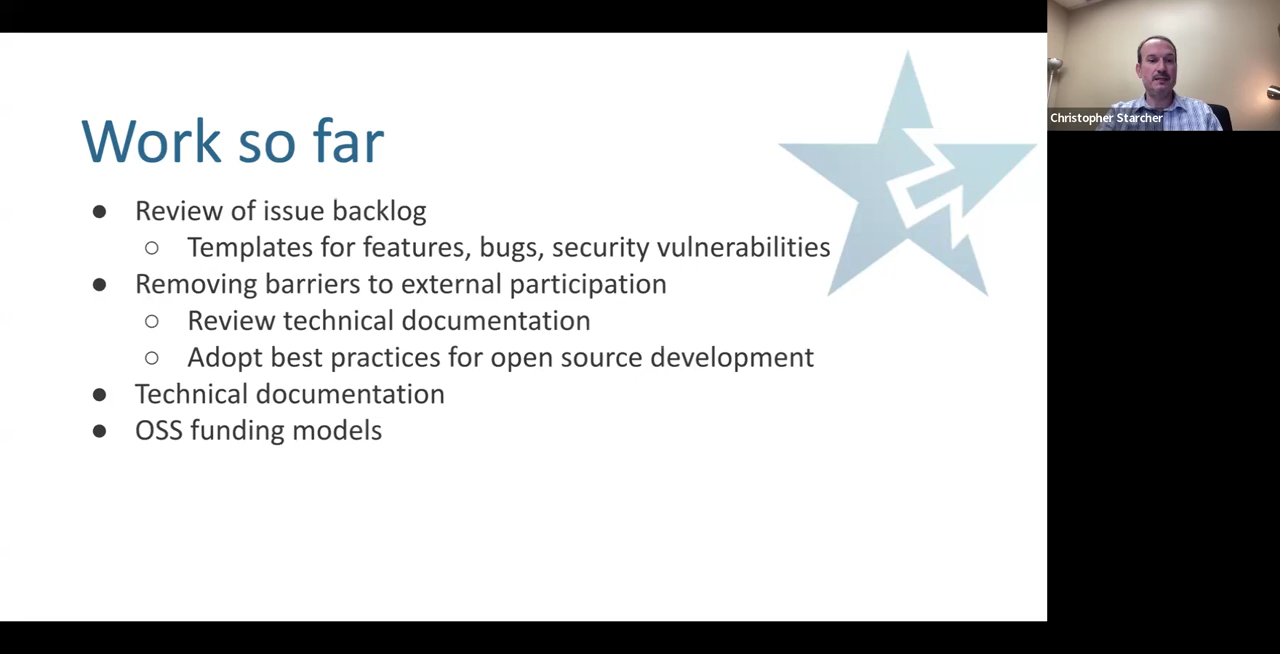 Work so far
● Review of issue backlog
○ Templates for features, bugs, security vulnerabilities
● Removing barriers to external participation
○ Review technical documentation
○ Adopt best practices for open source development
● Technical documentation
● OSS funding models
Christopher Starcher